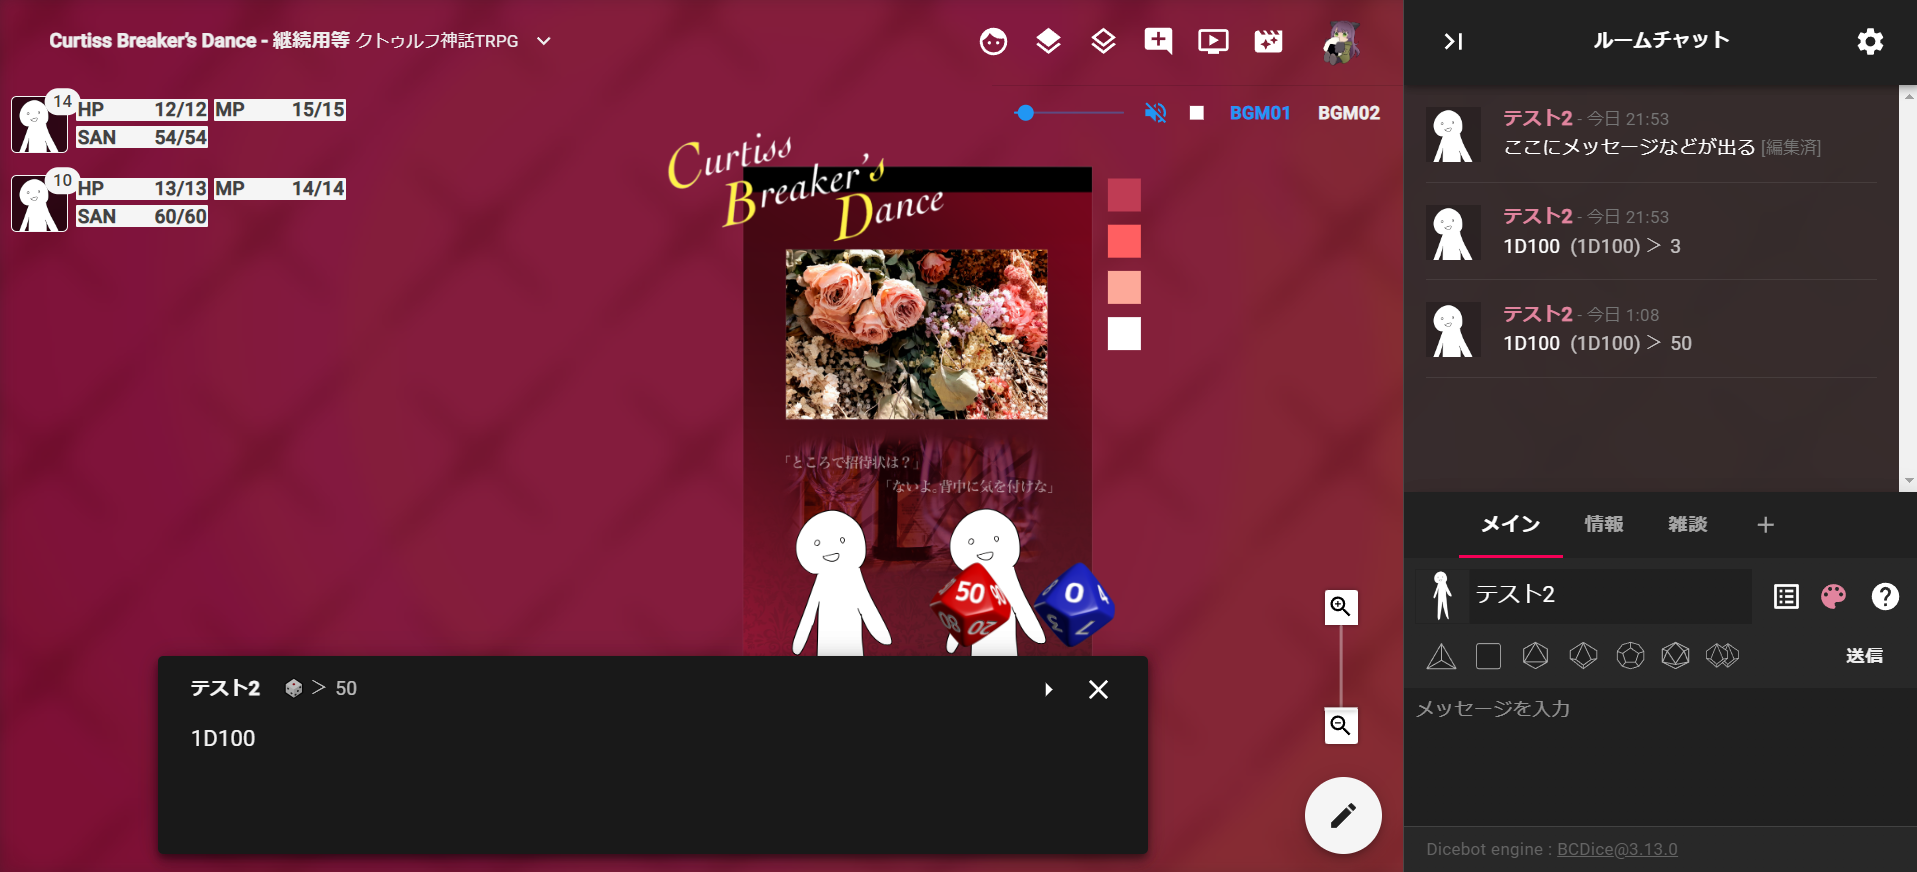 Curtiss Breaker's Dance - 継続用等 クトゥルフ神話TRPG
14
HP 12/12 MP 15/15
SAN 54/54
10
HP 13/13 MP 14/14
SAN 60/60
BGM01 BGM02
Curtiss
Breaker's
Dance
「ところで招待状は?」
「ないよ。背中に気を付けな」
50
90
80
20
0
4
3
7
テスト2 > 50
1D100
ルームチャット
テスト2 - 今日 21:53
ここにメッセージなどが出る [編集済]
テスト2 - 今日 21:53
1D100 (1D100) > 3
テスト2 - 今日 1:08
1D100 (1D100) > 50
メイン 情報 雑談 +
テスト2
送信
メッセージを入力
Dicebot engine : BCDice@3.13.0